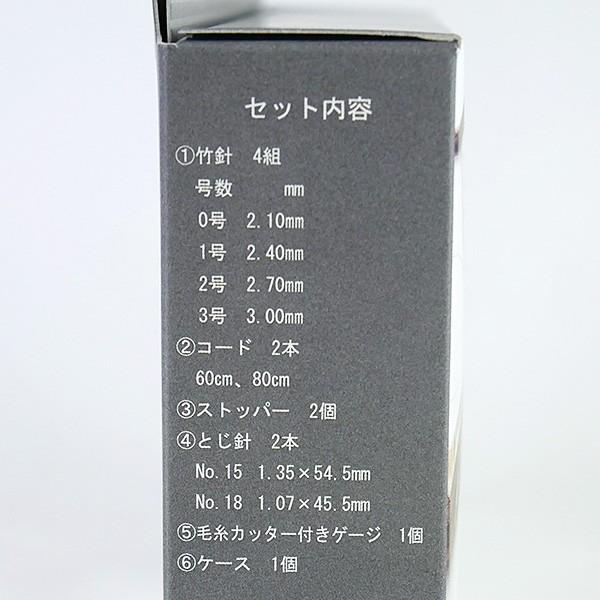 セット内容
①竹針 4組
号数 mm
0号 2.10mm
1号 2.40mm
2号 2.70mm
3号 3.00mm
②コード 2本
60cm、80cm
③ストッパー 2個
④とじ針 2本
No.15 1.35×54.5mm
No.18 1.07×45.5mm
⑤毛糸カッター付きゲージ 1個
⑥ケース 1個